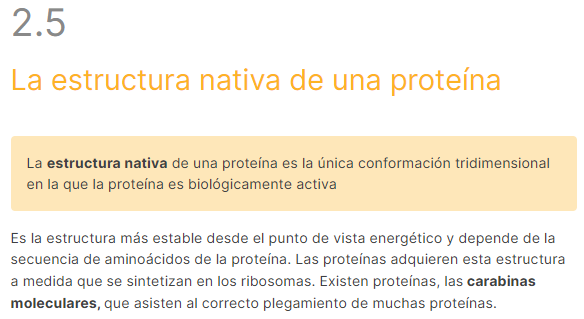 2.5
La estructura nativa de una proteína
La estructura nativa de una proteína es la única conformación tridimensional
en la que la proteína es biológicamente activa
Es la estructura más estable desde el punto de vista energético y depende de la
secuencia de aminoácidos de la proteína. Las proteínas adquieren esta estructura
a medida que se sintetizan en los ribosomas. Existen proteínas, las carabinas
moleculares, que asisten al correcto plegamiento de muchas proteínas.